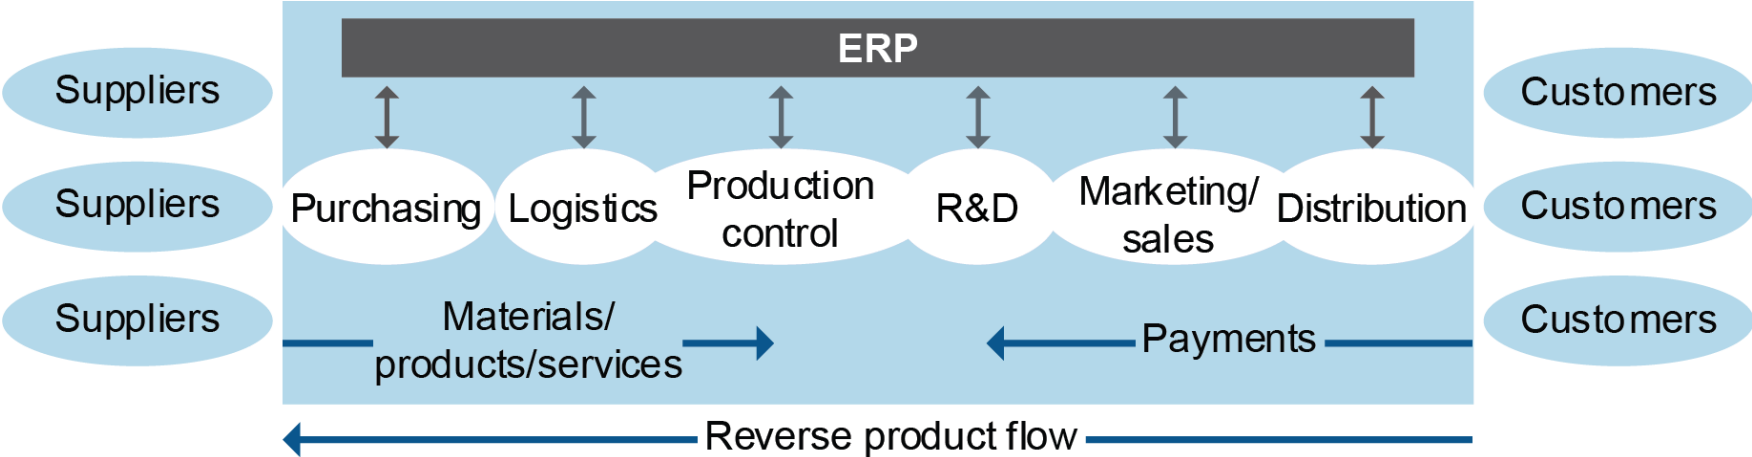 ERP
Suppliers
Customers
Suppliers
Purchasing
Logistics
Production
control
R&D
Marketing/
sales
Distribution
Customers
Suppliers
Materials/
products/services
Payments
Customers
Reverse product flow